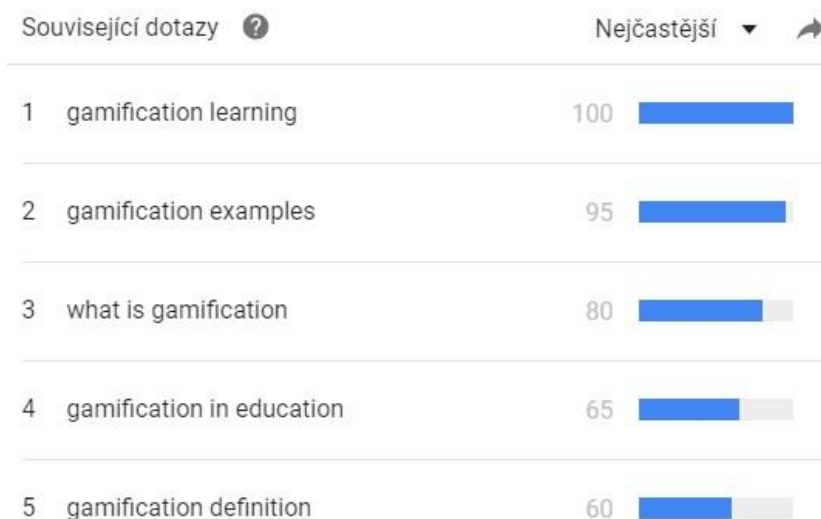 Související dotazy ? Nejčastější
1 gamification learning 100
2 gamification examples 95
3 what is gamification 80
4 gamification in education 65
5 gamification definition 60